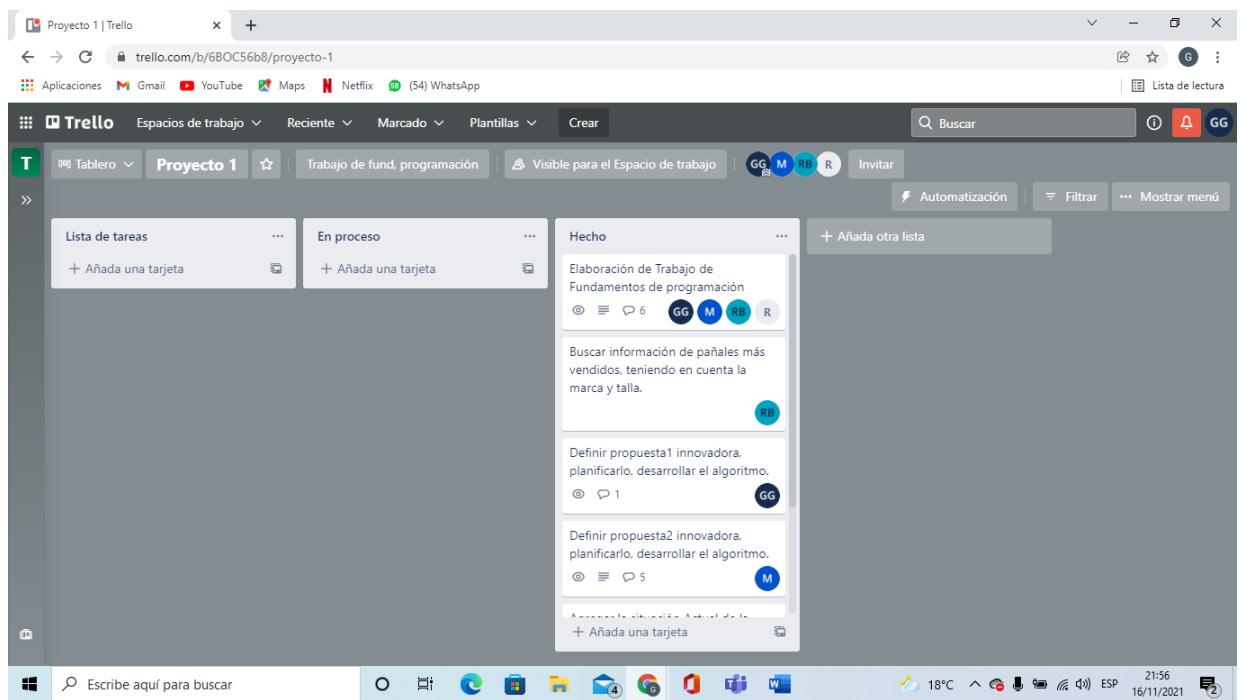 Proyecto 1 | Trello
trello.com/b/6BOC56b8/proyecto-1
G
Aplicaciones Gmail YouTube Maps Netflix (54) WhatsApp Lista de lectura
Trello Espacios de trabajo Reciente Marcado Plantillas Crear Buscar GG
T Tablero Proyecto 1 Trabajo de fund, programación Visible para el Espacio de trabajo GG M RB R Invitar
Automatización Filtrar Mostrar menú
Lista de tareas
Añada una tarjeta
En proceso
Añada una tarjeta
Hecho
Elaboración de Trabajo de
Fundamentos de programación
6 GG M RB R
Buscar información de pañales más
vendidos, teniendo en cuenta la
marca y talla.
RB
Definir propuesta1 innovadora,
planificarlo, desarrollar el algoritmo.
1 GG
Definir propuesta2 innovadora,
planificarlo, desarrollar el algoritmo.
5 M
Añada una tarjeta
Añada otra lista
Escribe aquí para buscar 4 18°C ESP 21:56
16/11/2021 2